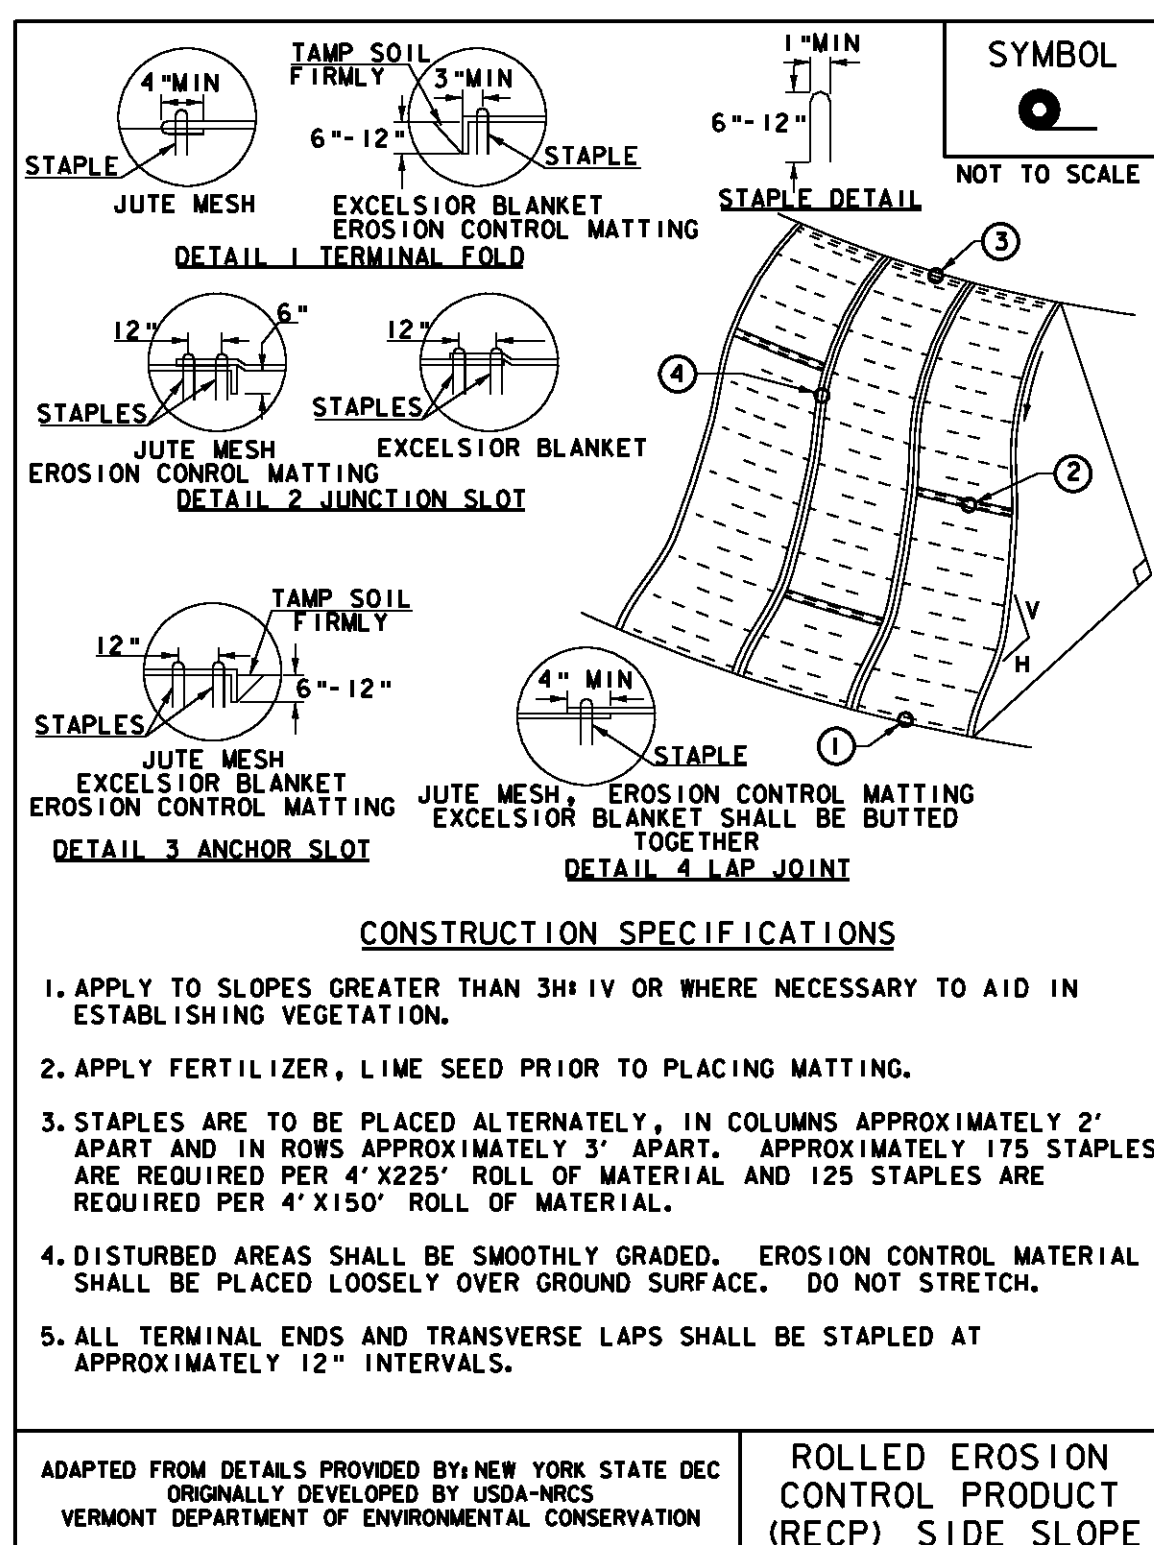 TAMP SOIL
FIRMLY
4"MIN
3"MIN
6"-12"
STAPLE
STAPLE
JUTE MESH
EXCELSIOR BLANKET
EROSION CONTROL MATTING
DETAIL 1 TERMINAL FOLD
1"MIN
6"-12"
STAPLE DETAIL
SYMBOL
NOT TO SCALE
12"
6"
STAPLES
JUTE MESH
EROSION CONROL MATTING
12"
STAPLES
EXCELSIOR BLANKET
DETAIL 2 JUNCTION SLOT
3
4
2
V
H
1
TAMP SOIL
FIRMLY
12"
6"-12"
STAPLES
JUTE MESH
EXCELSIOR BLANKET
EROSION CONTROL MATTING
DETAIL 3 ANCHOR SLOT
4" MIN
STAPLE
JUTE MESH, EROSION CONTROL MATTING
EXCELSIOR BLANKET SHALL BE BUTTED
TOGETHER
DETAIL 4 LAP JOINT
CONSTRUCTION SPECIFICATIONS
1. APPLY TO SLOPES GREATER THAN 3H:1V OR WHERE NECESSARY TO AID IN
ESTABLISHING VEGETATION.
2. APPLY FERTILIZER, LIME SEED PRIOR TO PLACING MATTING.
3. STAPLES ARE TO BE PLACED ALTERNATELY, IN COLUMNS APPROXIMATELY 2'
APART AND IN ROWS APPROXIMATELY 3' APART. APPROXIMATELY 175 STAPLES
ARE REQUIRED PER 4'X225' ROLL OF MATERIAL AND 125 STAPLES ARE
REQUIRED PER 4'X150' ROLL OF MATERIAL.
4. DISTURBED AREAS SHALL BE SMOOTHLY GRADED. EROSION CONTROL MATERIAL
SHALL BE PLACED LOOSELY OVER GROUND SURFACE. DO NOT STRETCH.
5. ALL TERMINAL ENDS AND TRANSVERSE LAPS SHALL BE STAPLED AT
APPROXIMATELY 12" INTERVALS.
ADAPTED FROM DETAILS PROVIDED BY: NEW YORK STATE DEC
ORIGINALLY DEVELOPED BY USDA-NRCS
VERMONT DEPARTMENT OF ENVIRONMENTAL CONSERVATION
ROLLED EROSION
CONTROL PRODUCT
(RECP) SIDE SLOPE